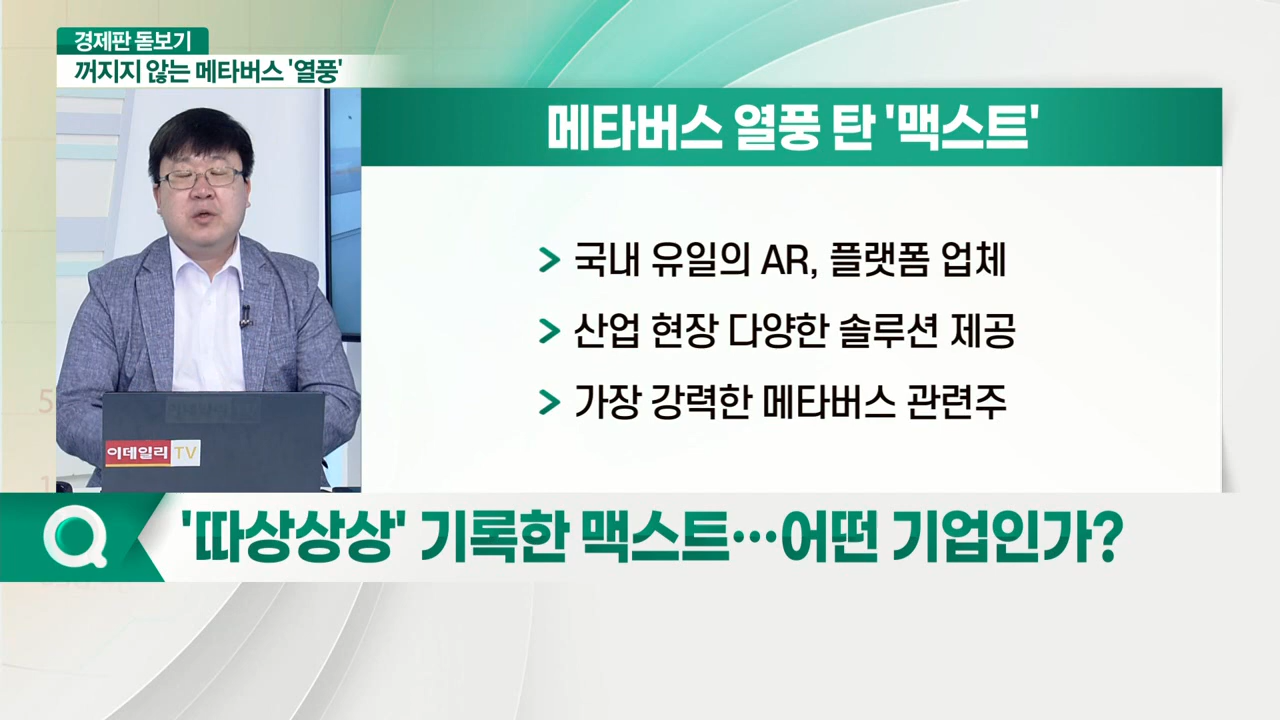 경제판 돋보기
꺼지지 않는 메타버스 '열풍'
메타버스 열풍 탄 '맥스트'
> 국내 유일의 AR, 플랫폼 업체
> 산업 현장 다양한 솔루션 제공
> 가장 강력한 메타버스 관련주
이데일리 TV
Q '따상상상' 기록한 맥스트…어떤 기업인가?